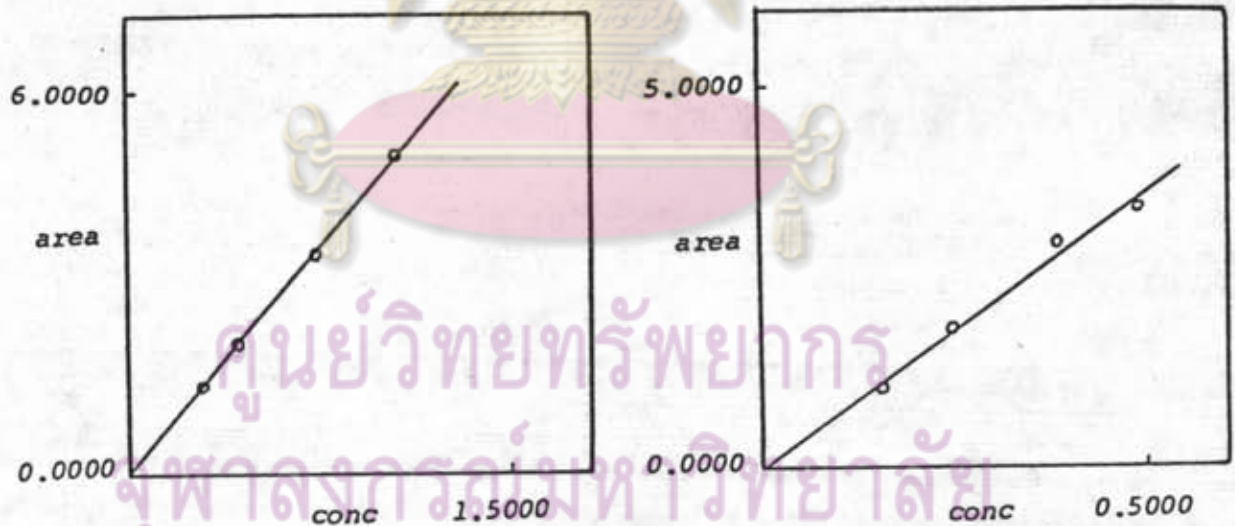 6.0000
area
0.0000
conc 1.5000
5.0000
area
0.0000
conc 0.5000
ศูนย์วิทยทรัพยากร
จุฬาลงกรณ์มหาวิทยาลัย